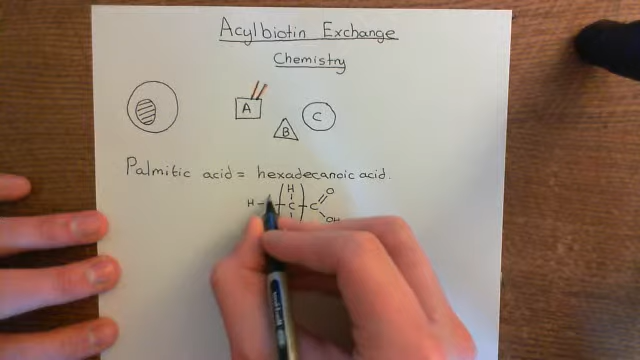 Acylbiotin Exchange
Chemistry
A
B
C
Palmitic acid = hexadecanoic acid.
H
H - ( C ) - C O
OH